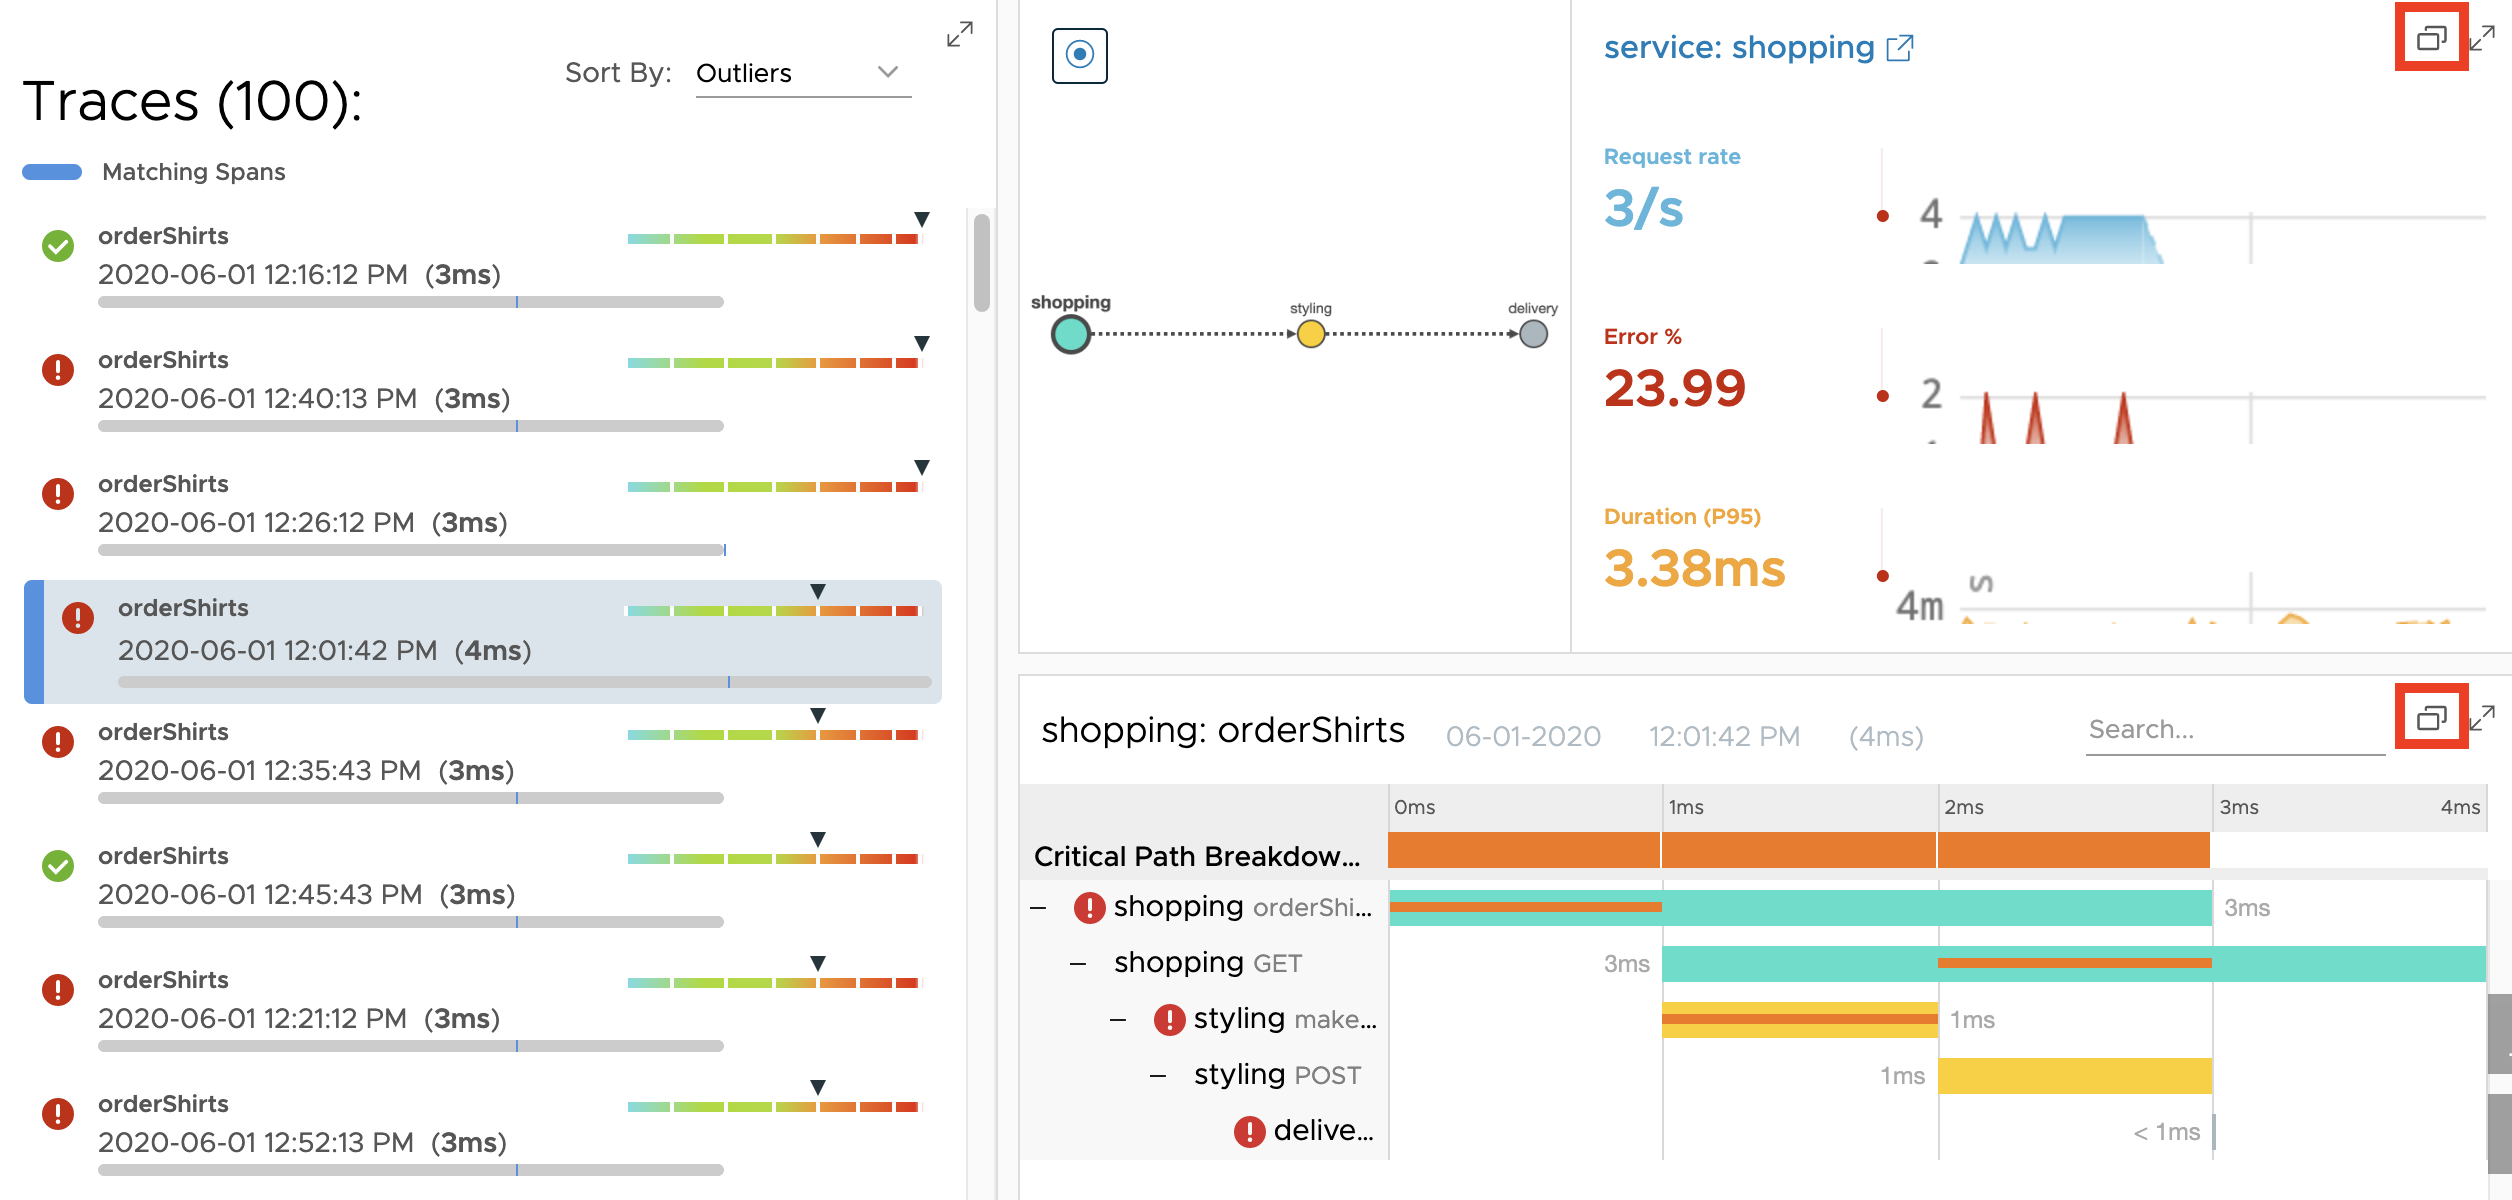 Traces (100):
Sort By: Outliers
Matching Spans
orderShirts
2020-06-01 12:16:12 PM (3ms)
orderShirts
2020-06-01 12:40:13 PM (3ms)
orderShirts
2020-06-01 12:26:12 PM (3ms)
orderShirts
2020-06-01 12:01:42 PM (4ms)
orderShirts
2020-06-01 12:35:43 PM (3ms)
orderShirts
2020-06-01 12:45:43 PM (3ms)
orderShirts
2020-06-01 12:21:12 PM (3ms)
orderShirts
2020-06-01 12:52:13 PM (3ms)
shopping
styling
delivery
service: shopping
Request rate
3/s
4
Error %
23.99
2
Duration (P95)
3.38ms
s
4m
shopping: orderShirts 06-01-2020 12:01:42 PM (4ms)
Search...
0ms 1ms 2ms 3ms 4ms
Critical Path Breakdow...
shopping orderShi... 3ms
shopping GET 3ms
styling make... 1ms
styling POST 1ms
delive... < 1ms